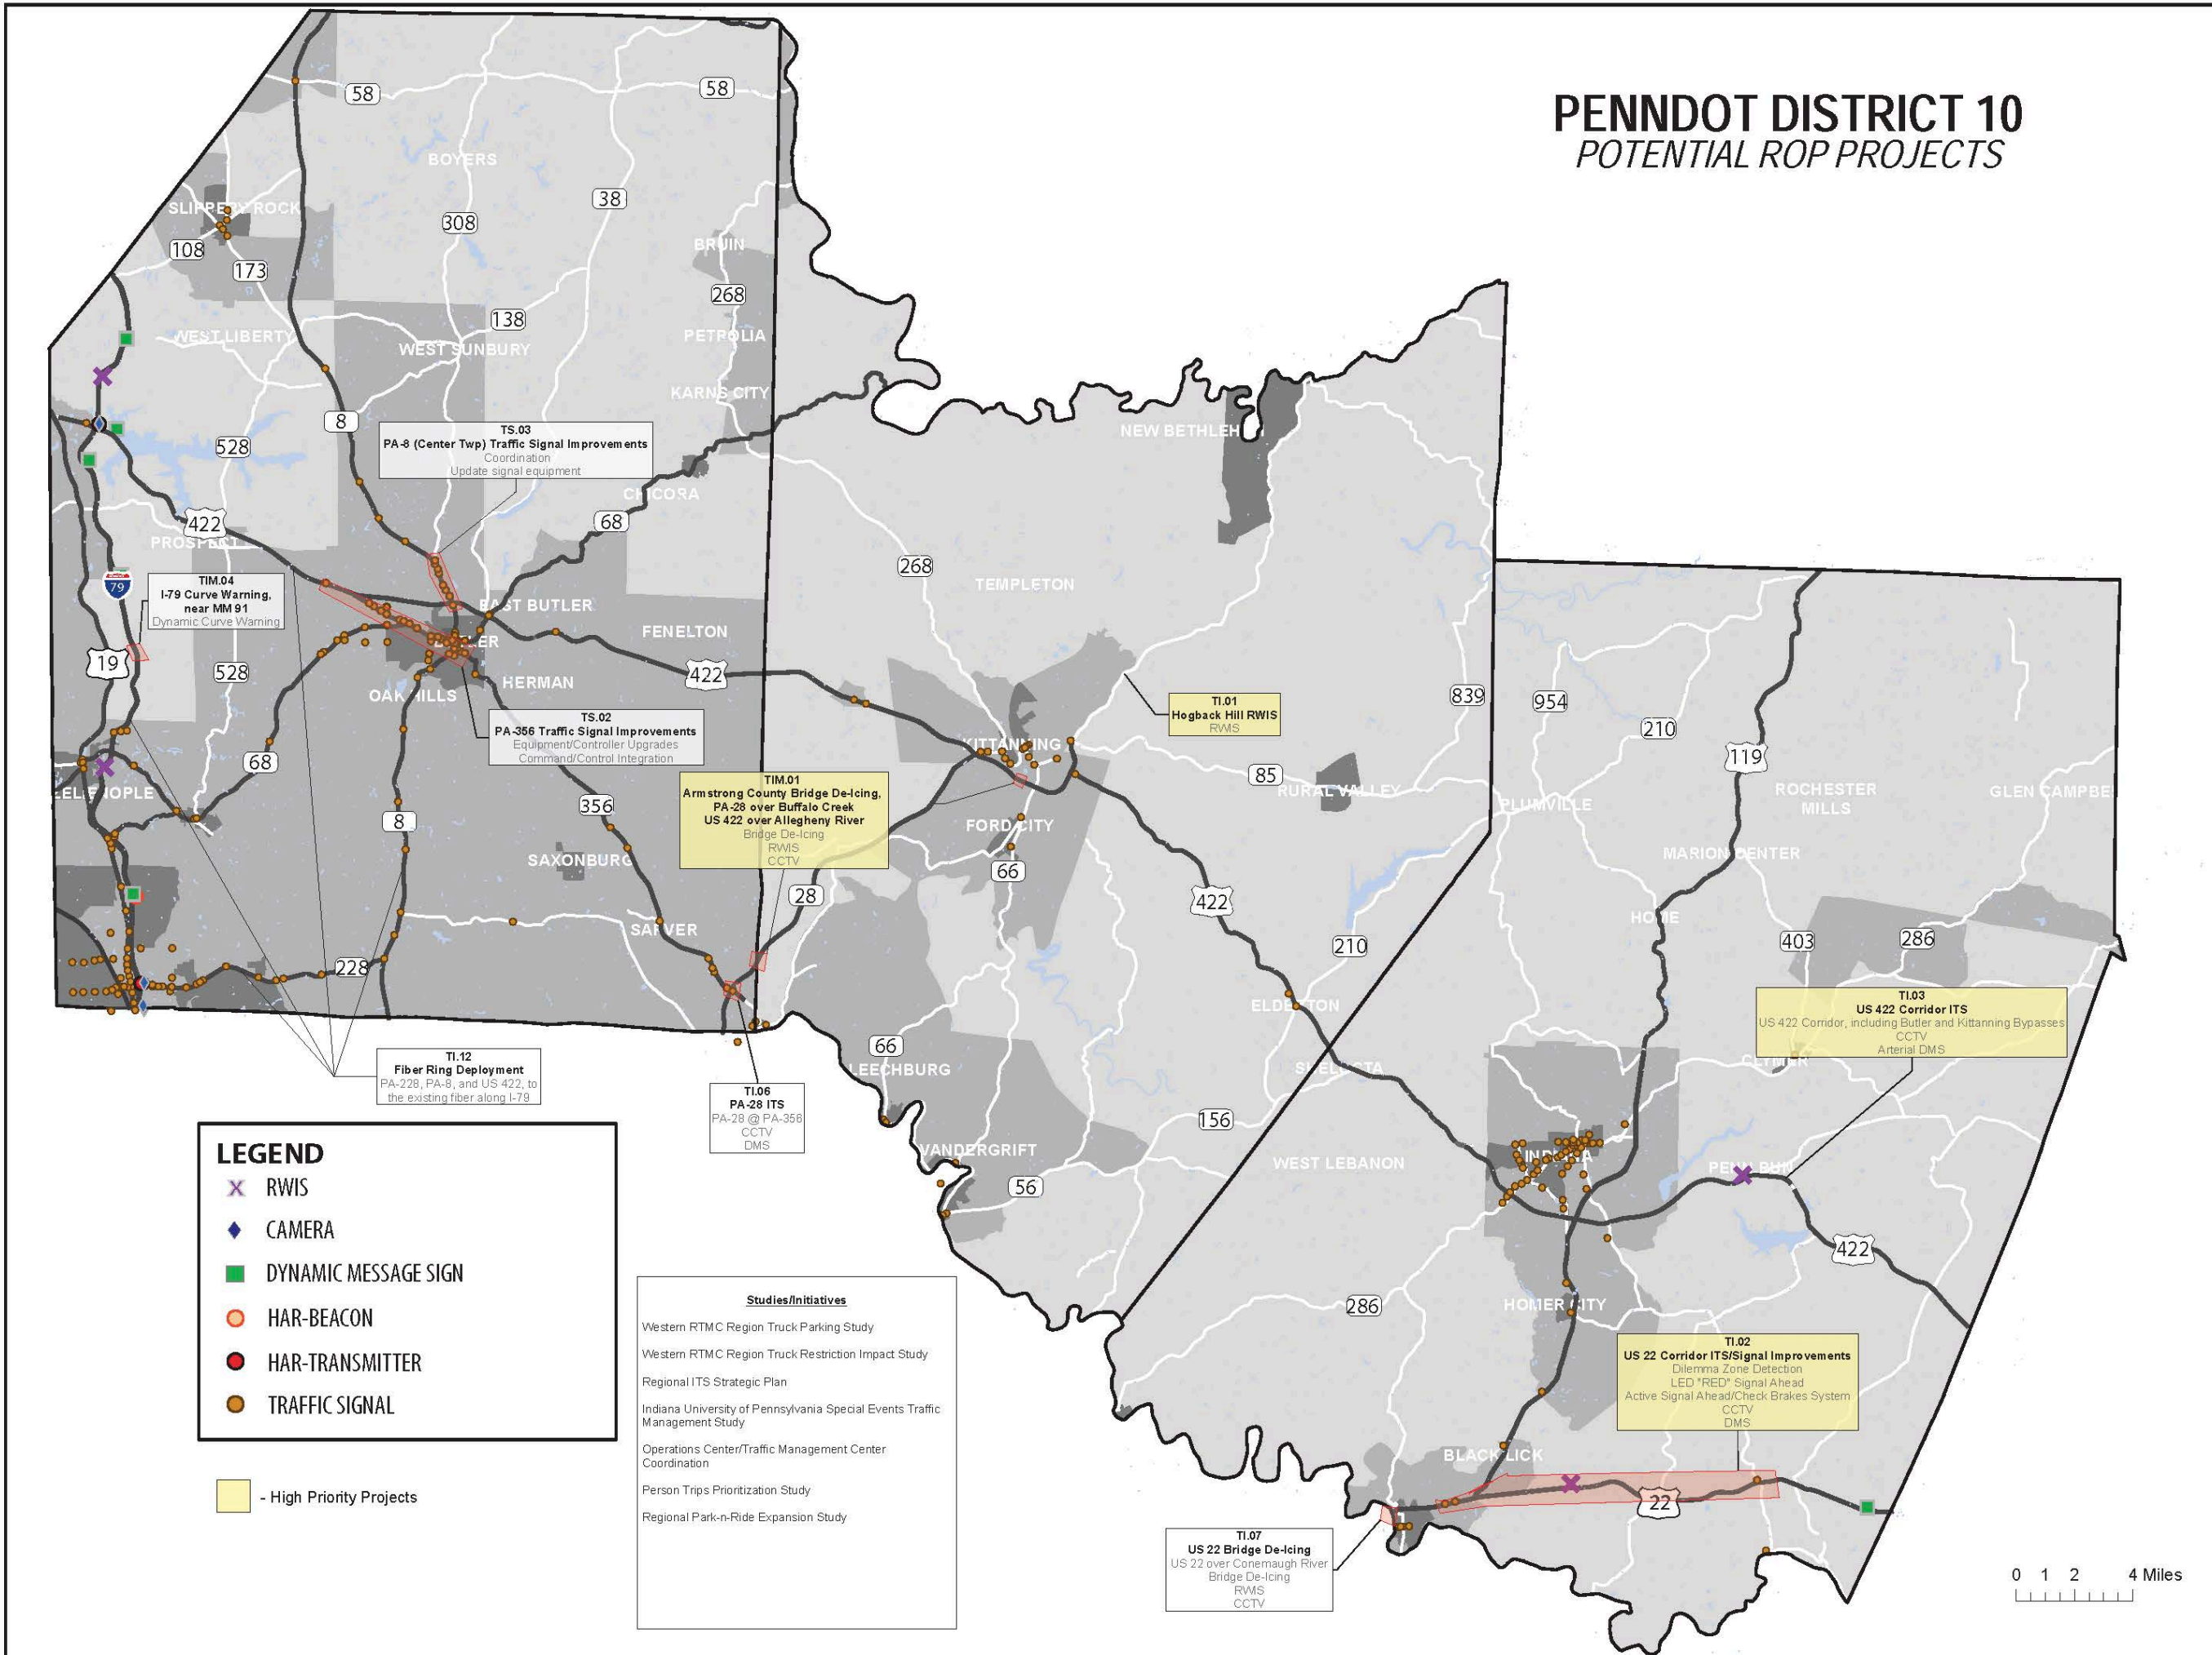 PENNDOT DISTRICT 10
POTENTIAL ROP PROJECTS
58
58
BOYERS
38
SLIPPERY ROCK
308
108
173
BRUIN
268
138
WEST LIBERTY
WEST SUNBURY
PETROLIA
KARNS CITY
8
528
NEW BETHLEH
TS.03
PA-8 (Center Twp) Traffic Signal Improvements
Coordination
Update signal equipment
CHICORA
68
422
PROSPECT
268
TEMPLETON
79
TIM.04
I-79 Curve Warning,
near MM 91
Dynamic Curve Warning
EAST BUTLER
FENELTON
BUTLER
19
528
422
HERMAN
OAK HILLS
839
954
210
119
TI.01
Hogback Hill RWIS
RWIS
TS.02
PA-356 Traffic Signal Improvements
Equipment/Controller Upgrades
Command/Control Integration
KITTANNING
68
85
RURAL VALLEY
PLUMVILLE
ROCHESTER
MILLS
GLEN CAMPBE
TIM.01
Armstrong County Bridge De-Icing,
PA-28 over Buffalo Creek
US 422 over Allegheny River
Bridge De-Icing
RWIS
CCTV
356
8
FORD CITY
SAXONBURG
MARION CENTER
66
28
422
HOME
SARVER
210
403
286
228
ELDERTON
TI.03
US 422 Corridor ITS
US 422 Corridor, including Butler and Kittanning Bypasses
CCTV
Arterial DMS
66
LEECHBURG
SHELOCTA
CLYMER
TI.12
Fiber Ring Deployment
PA-228, PA-8, and US 422, to
the existing fiber along I-79
TI.06
PA-28 ITS
PA-28 @ PA-356
CCTV
DMS
156
VANDERGRIFT
WEST LEBANON
INDIANA
PENN RUN
56
422
LEGEND
RWIS
CAMERA
DYNAMIC MESSAGE SIGN
HAR-BEACON
HAR-TRANSMITTER
TRAFFIC SIGNAL
- High Priority Projects
Studies/Initiatives
Western RTMC Region Truck Parking Study
Western RTMC Region Truck Restriction Impact Study
Regional ITS Strategic Plan
Indiana University of Pennsylvania Special Events Traffic
Management Study
Operations Center/Traffic Management Center
Coordination
Person Trips Prioritization Study
Regional Park-n-Ride Expansion Study
286
HOMER CITY
TI.02
US 22 Corridor ITS/Signal Improvements
Dilemma Zone Detection
LED "RED" Signal Ahead
Active Signal Ahead/Check Brakes System
CCTV
DMS
BLACK LICK
22
TI.07
US 22 Bridge De-Icing
US 22 over Conemaugh River
Bridge De-Icing
RWIS
CCTV
0 1 2 4 Miles